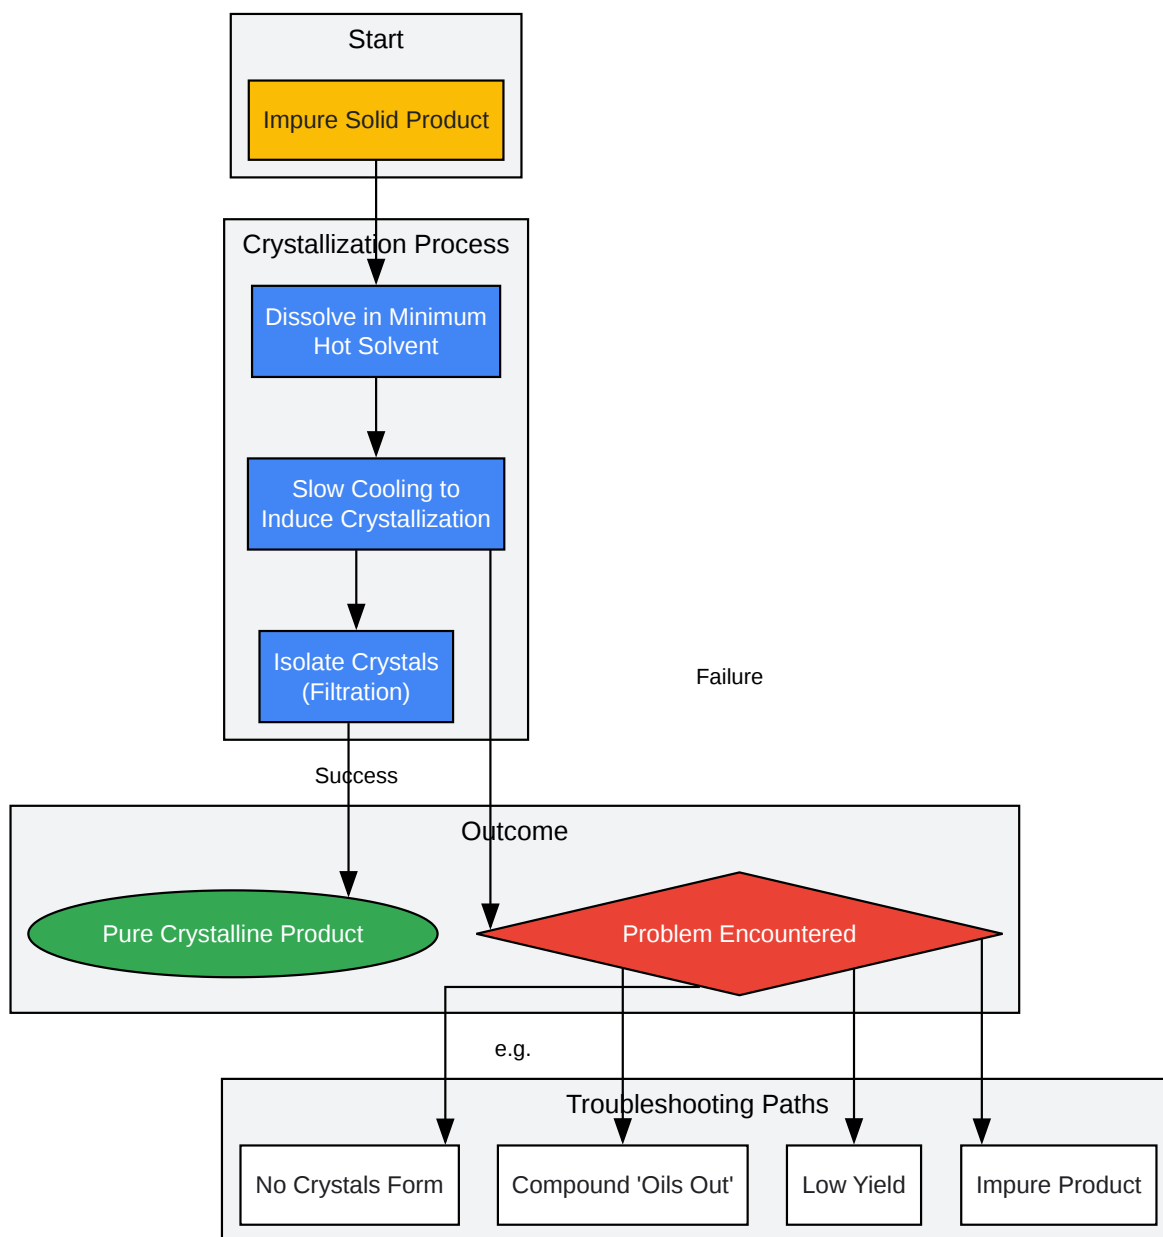 Start
Impure Solid Product
Crystallization Process
Dissolve in Minimum
Hot Solvent
Slow Cooling to
Induce Crystallization
Isolate Crystals
(Filtration)
Failure
Success
Outcome
Pure Crystalline Product
Problem Encountered
e.g.
Troubleshooting Paths
No Crystals Form
Compound 'Oils Out'
Low Yield
Impure Product